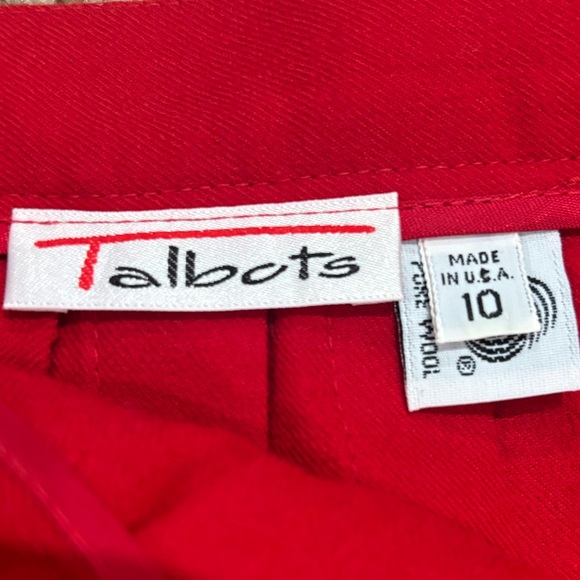 Talbots
MADE
IN U.S.A.
10
PURE WOOL
®